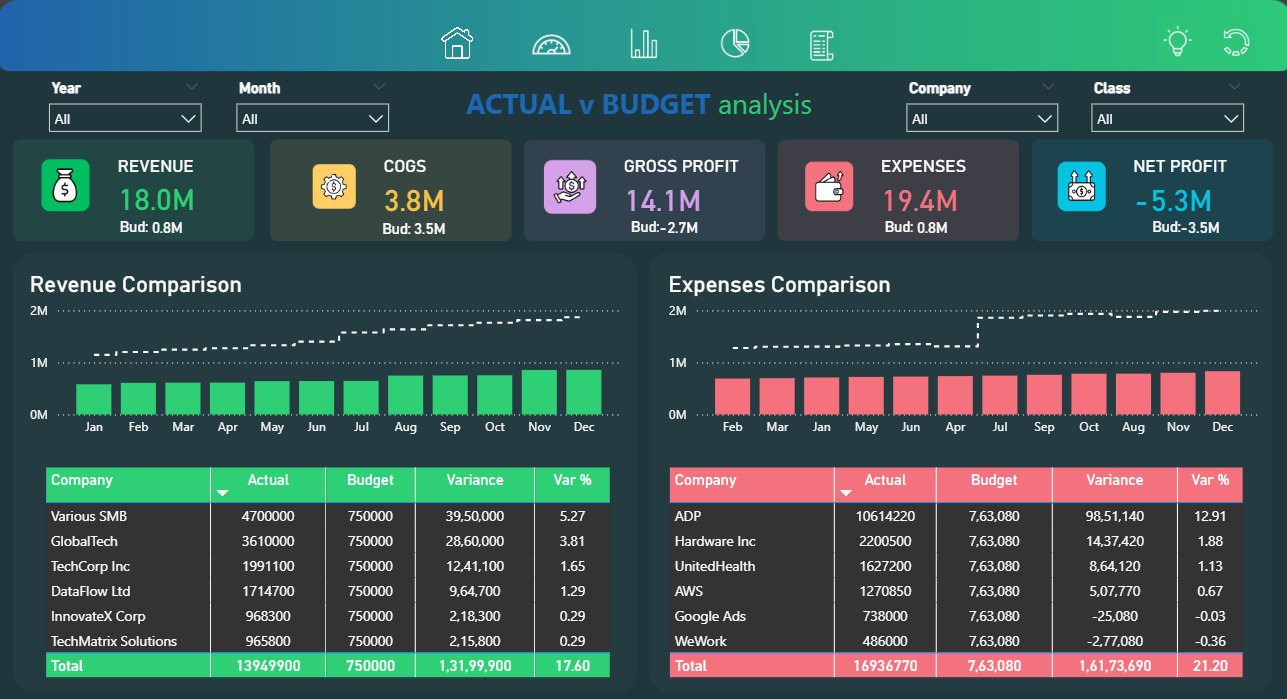 Year
Month
ACTUAL v BUDGET analysis
Company
Class
All
All
All
All
REVENUE
18.0M
Bud: 0.8M
COGS
3.8M
Bud: 3.5M
GROSS PROFIT
14.1M
Bud:-2.7M
EXPENSES
19.4M
Bud: 0.8M
NET PROFIT
-5.3M
Bud:-3.5M
Revenue Comparison
2M
1M
0M
Jan Feb Mar Apr May Jun Jul Aug Sep Oct Nov Dec
Company Actual Budget Variance Var %
Various SMB 4700000 750000 39,50,000 5.27
GlobalTech 3610000 750000 28,60,000 3.81
TechCorp Inc 1991100 750000 12,41,100 1.65
DataFlow Ltd 1714700 750000 9,64,700 1.29
InnovateX Corp 968300 750000 2,18,300 0.29
TechMatrix Solutions 965800 750000 2,15,800 0.29
Total 13949900 750000 1,31,99,900 17.60
Expenses Comparison
2M
1M
0M
Feb Mar Jan May Jun Apr Jul Sep Oct Aug Nov Dec
Company Actual Budget Variance Var %
ADP 10614220 7,63,080 98,51,140 12.91
Hardware Inc 2200500 7,63,080 14,37,420 1.88
UnitedHealth 1627200 7,63,080 8,64,120 1.13
AWS 1270850 7,63,080 5,07,770 0.67
Google Ads 738000 7,63,080 -25,080 -0.03
WeWork 486000 7,63,080 -2,77,080 -0.36
Total 16936770 7,63,080 1,61,73,690 21.20